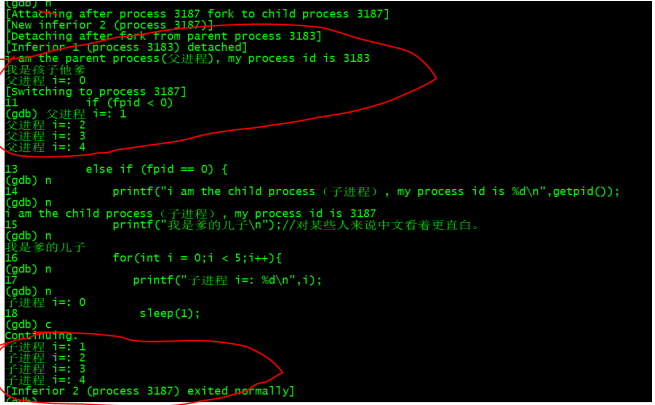 (gdb) n
[Attaching after process 3187 fork to child process 3187]
[New inferior 2 (process 3187)]
[Detaching after fork from parent process 3183]
[Inferior 1 (process 3183) detached]
i am the parent process(父进程), my process id is 3183
我是孩子他爹
父进程 i=: 0
[Switching to process 3187]
11 if (fpid < 0)
(gdb) 父进程 i=: 1
父进程 i=: 2
父进程 i=: 3
父进程 i=: 4
13 else if (fpid == 0) {
(gdb) n
14 printf("i am the child process（子进程）, my process id is %d\n",getpid());
(gdb) n
i am the child process（子进程）, my process id is 3187
15 printf("我是爹的儿子\n");//对某些人来说中文看着更直白。
(gdb) n
我是爹的儿子
16 for(int i = 0;i < 5;i++){
(gdb) n
17 printf("子进程 i=: %d\n",i);
(gdb) n
子进程 i=: 0
18 sleep(1);
(gdb) c
Continuing.
子进程 i=: 1
子进程 i=: 2
子进程 i=: 3
子进程 i=: 4
[Inferior 2 (process 3187) exited normally]
(gdb)